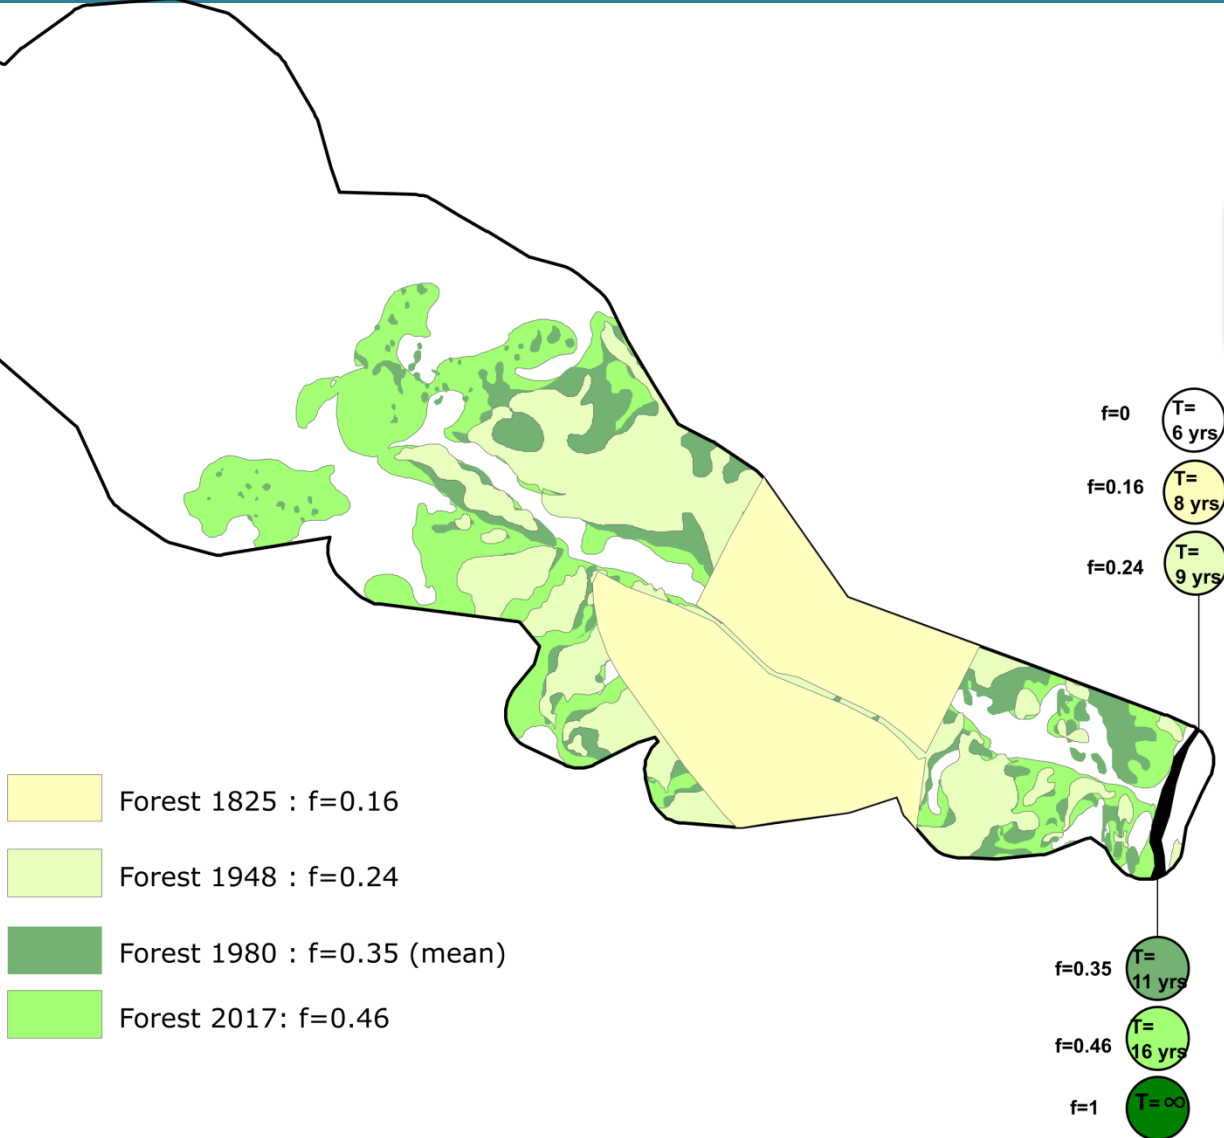 f=0
T=
6 yrs
f=0.16
T=
8 yrs
f=0.24
T=
9 yrs
Forest 1825 : f=0.16
Forest 1948 : f=0.24
Forest 1980 : f=0.35 (mean)
Forest 2017: f=0.46
f=0.35
T=
11 yrs
f=0.46
T=
16 yrs
f=1
T=∞